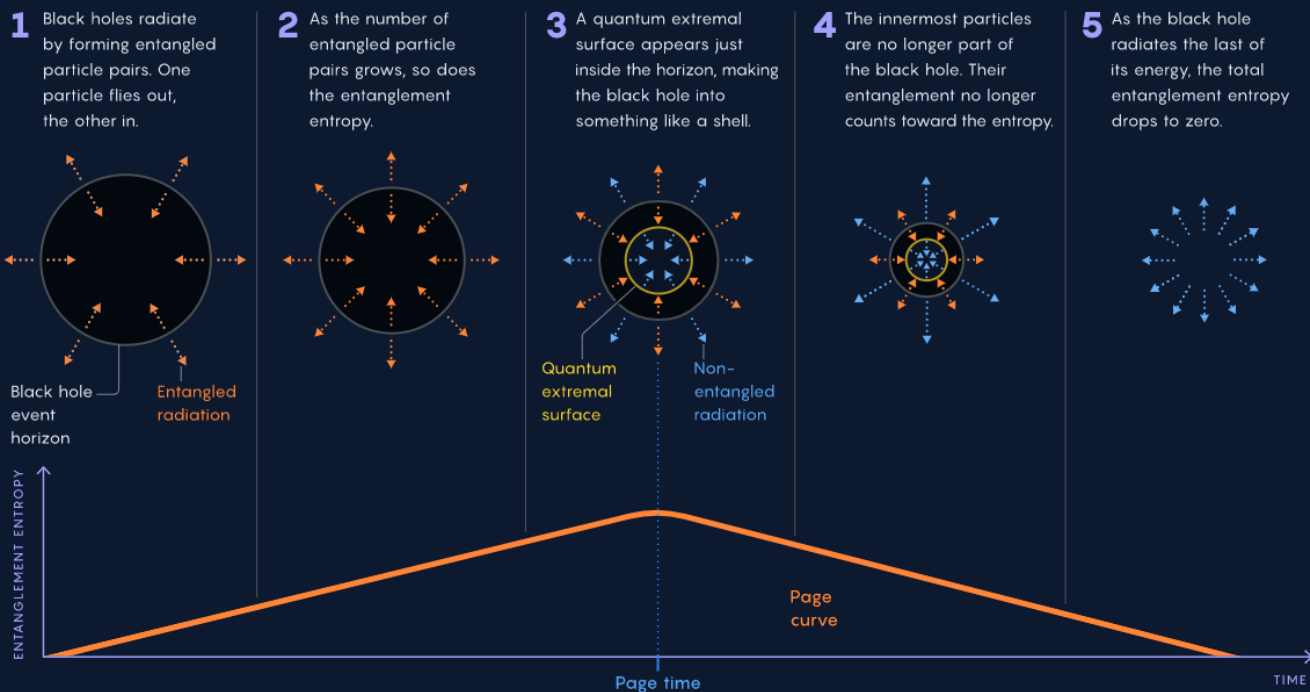 1
Black holes radiate
by forming entangled
particle pairs. One
particle flies out,
the other in.
2
As the number of
entangled particle
pairs grows, so does
the entanglement
entropy.
3
A quantum extremal
surface appears just
inside the horizon, making
the black hole into
something like a shell.
4
The innermost particles
are no longer part of
the black hole. Their
entanglement no longer
counts toward the entropy.
5
As the black hole
radiates the last of
its energy, the total
entanglement entropy
drops to zero.
Black hole
event
horizon
Entangled
radiation
Quantum
extremal
surface
Non-
entangled
radiation
ENTANGLEMENT ENTROPY
Page
curve
Page time
TIME